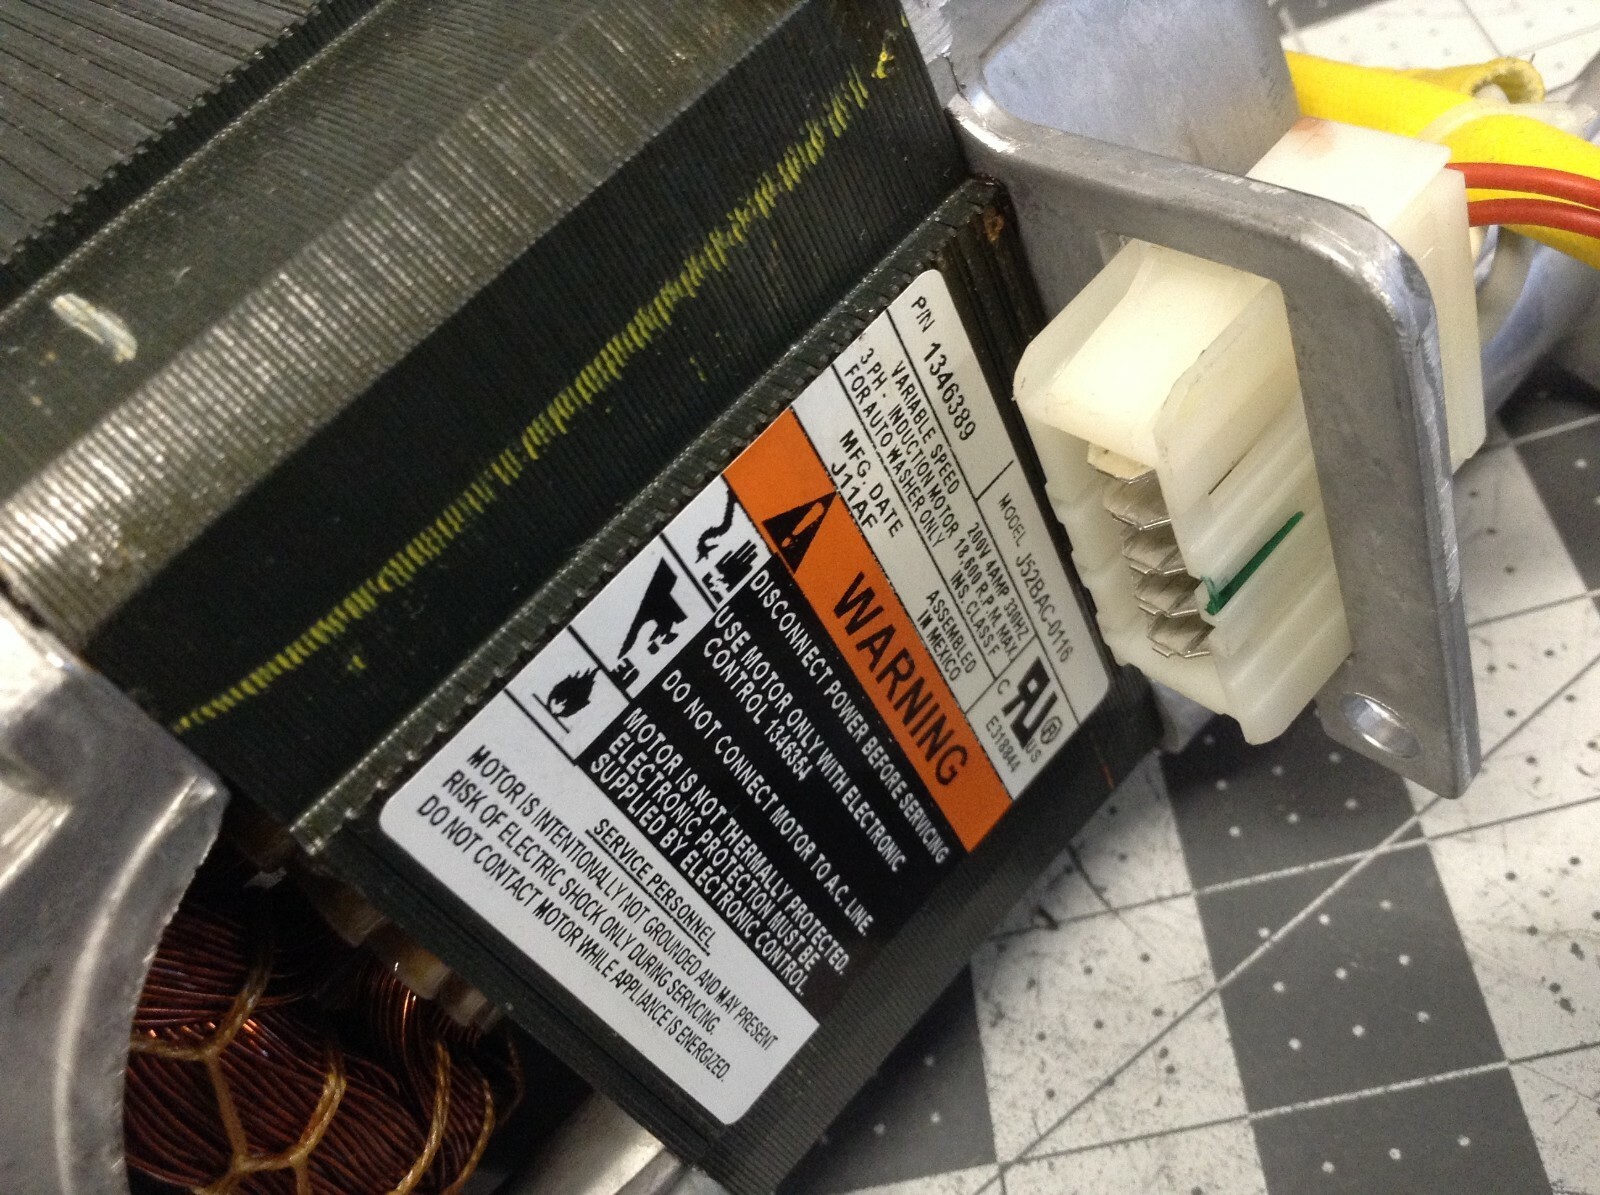 P/N 1346389
MODEL J52BAC-0116
VARIABLE SPEED 200V 4AMP 330HZ
3 PH - INDUCTION MOTOR 18,600 R.P.M. MAX
FOR AUTO WASHER ONLY INS. CLASS F
MFG. DATE
J11AF
ASSEMBLED
IN MEXICO
C RU® US
E318844
WARNING
DISCONNECT POWER BEFORE SERVICING
USE MOTOR ONLY WITH ELECTRONIC
CONTROL 1346354
DO NOT CONNECT MOTOR TO A.C. LINE
MOTOR IS NOT THERMALLY PROTECTED.
ELECTRONIC PROTECTION MUST BE
SUPPLIED BY ELECTRONIC CONTROL.
SERVICE PERSONNEL
MOTOR IS INTENTIONALLY NOT GROUNDED AND MAY PRESENT
RISK OF ELECTRIC SHOCK ONLY DURING SERVICING.
DO NOT CONTACT MOTOR WHILE APPLIANCE IS ENERGIZED.